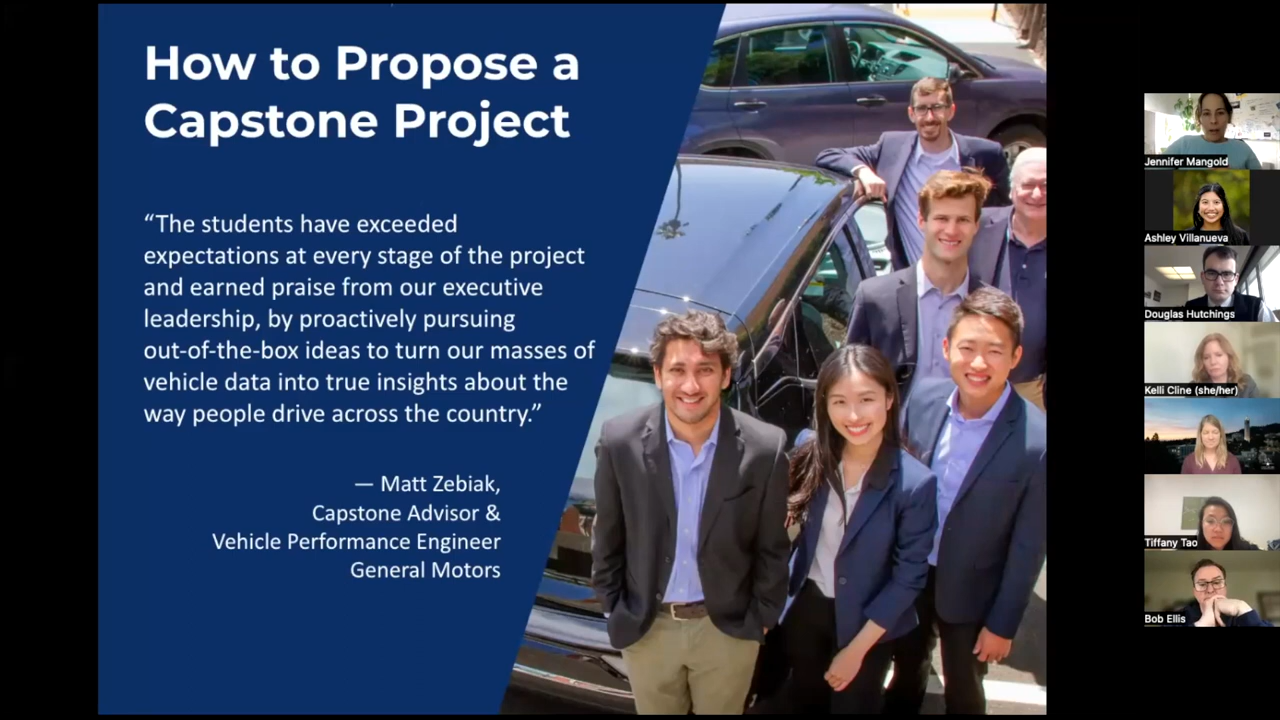 How to Propose a
Capstone Project
“The students have exceeded
expectations at every stage of the project
and earned praise from our executive
leadership, by proactively pursuing
out-of-the-box ideas to turn our masses of
vehicle data into true insights about the
way people drive across the country.”
— Matt Zebiak,
Capstone Advisor &
Vehicle Performance Engineer
General Motors
Jennifer Mangold
Ashley Villanueva
Douglas Hutchings
Kelli Cline (she/her)
Tiffany Tao
Bob Ellis